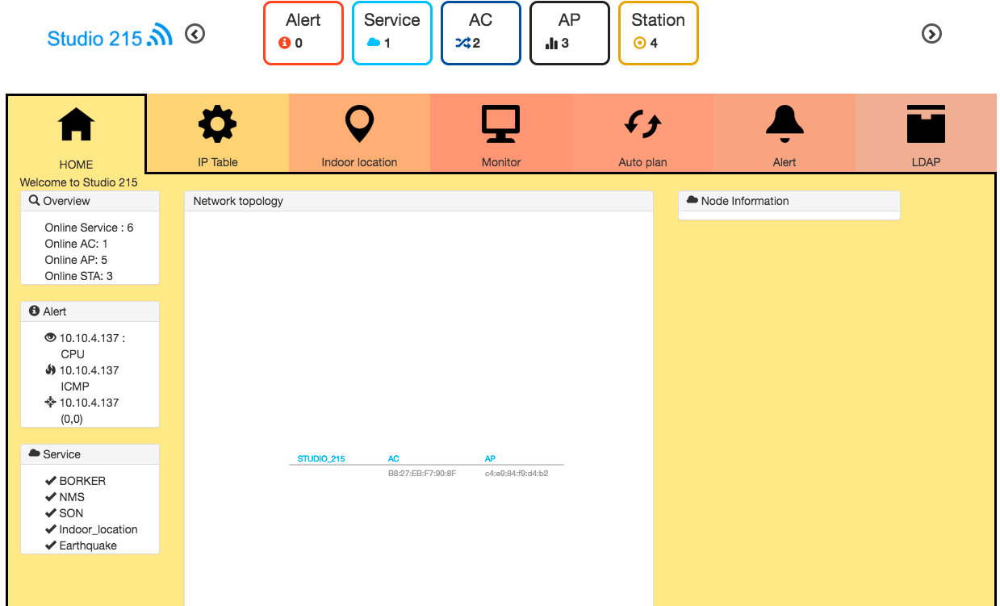 Studio 215
Alert
0
Service
1
AC
2
AP
3
Station
4
HOME
IP Table
Indoor location
Monitor
Auto plan
Alert
LDAP
Welcome to Studio 215
Overview
Online Service : 6
Online AC: 1
Online AP: 5
Online STA: 3
Alert
10.10.4.137 :
CPU
10.10.4.137
ICMP
10.10.4.137
(0,0)
Service
BORKER
NMS
SON
Indoor_location
Earthquake
Network topology
STUDIO_215 AC AP
B8:27:EB:F7:90:8F c4:e9:84:f9:d4:b2
Node Information